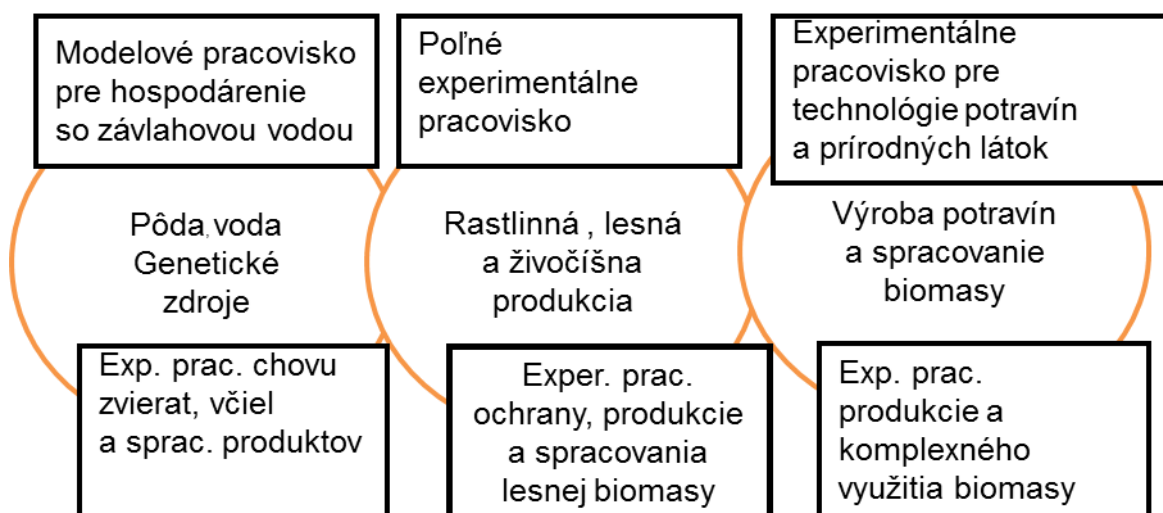 Modelové pracovisko
pre hospodárenie
so závlahovou vodou
Poľné
experimentálne
pracovisko
Experimentálne
pracovisko pre
technológie potravín
a prírodných látok
Pôda, voda
Genetické
zdroje
Rastlinná , lesná
a živočíšna
produkcia
Výroba potravín
a spracovanie
biomasy
Exp. prac. chovu
zvierat, včiel
a sprac. produktov
Exper. prac.
ochrany, produkcie
a spracovania
lesnej biomasy
Exp. prac.
produkcie a
komplexného
využitia biomasy